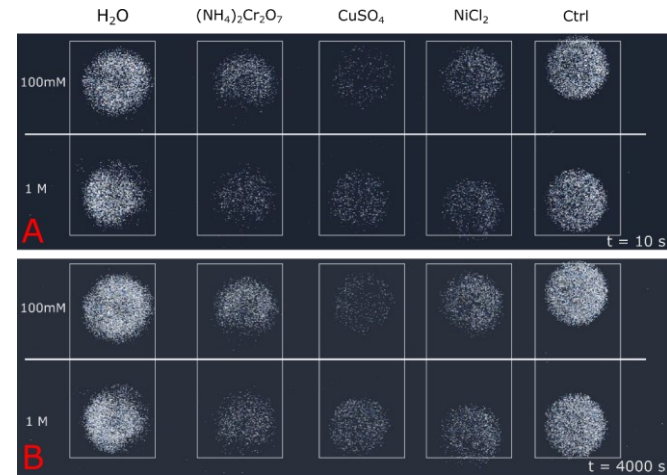 H₂O (NH₄)₂Cr₂O₇ CuSO₄ NiCl₂ Ctrl
100mM
1 M
A
t = 10 s
100mM
1 M
B
t = 4000 s